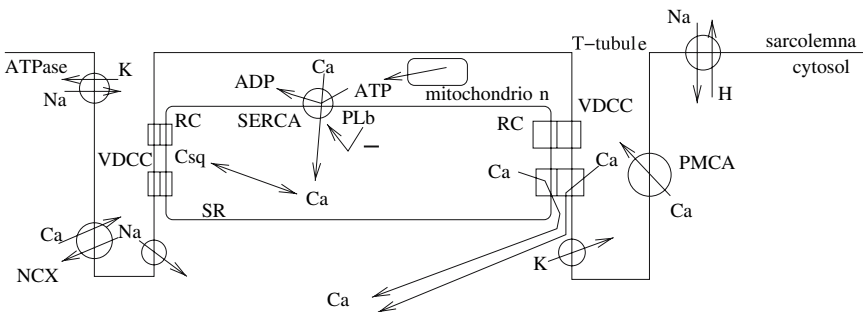 Na
T-tubule
sarcolemna
ATPase
K
Ca
ADP
ATP
cytosol
Na
mitochondrio n
H
RC
SERCA
PLb
RC
VDCC
VDCC
Csq
Ca
Ca
PMCA
Ca
SR
Ca
Ca
Na
NCX
K
Ca